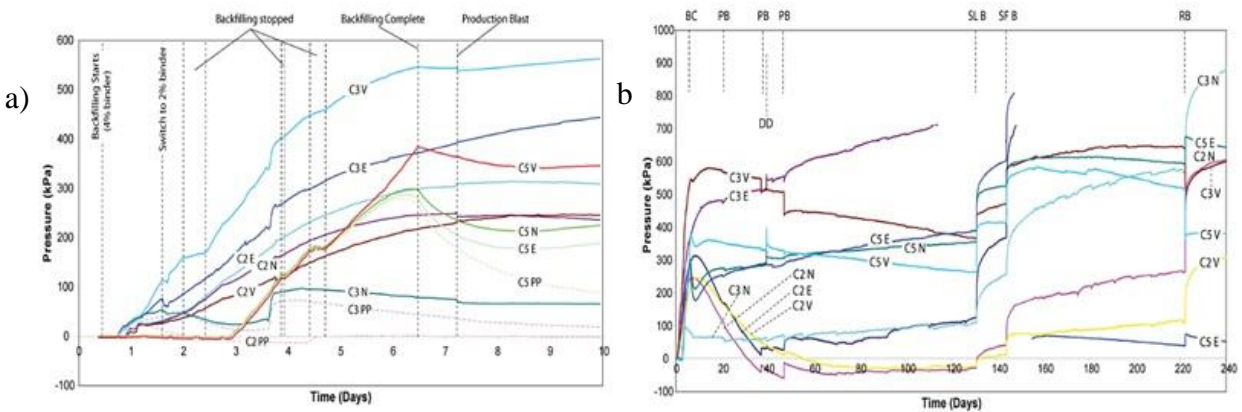 a)
Backfilling stopped
Backfilling Complete
Production Blast
Backfilling Starts
(4% binder)
Switch to 2% binder
Pressure (kPa)
600
500
400
300
200
100
0
-100
C3 V
C3 E
C5 V
C2 E
C2 N
C2 V
C5 N
C5 E
C5 PP
C3 N
C3 PP
C2 PP
0 1 2 3 4 5 6 7 8 9 10
Time (Days)
b
BC PB PB PB SL B SF B RB
DD
Pressure (kPa)
1000
900
800
700
600
500
400
300
200
100
0
-100
C3 V
C3 E
C5 E
C5 N
C5 V
C3 N
C2 N
C2 E
C2 V
C3 N
C5 E
C2 N
C3 V
C5 V
C2 V
C5 E
0 20 40 60 80 100 120 140 160 180 200 220 240
Time (Days)